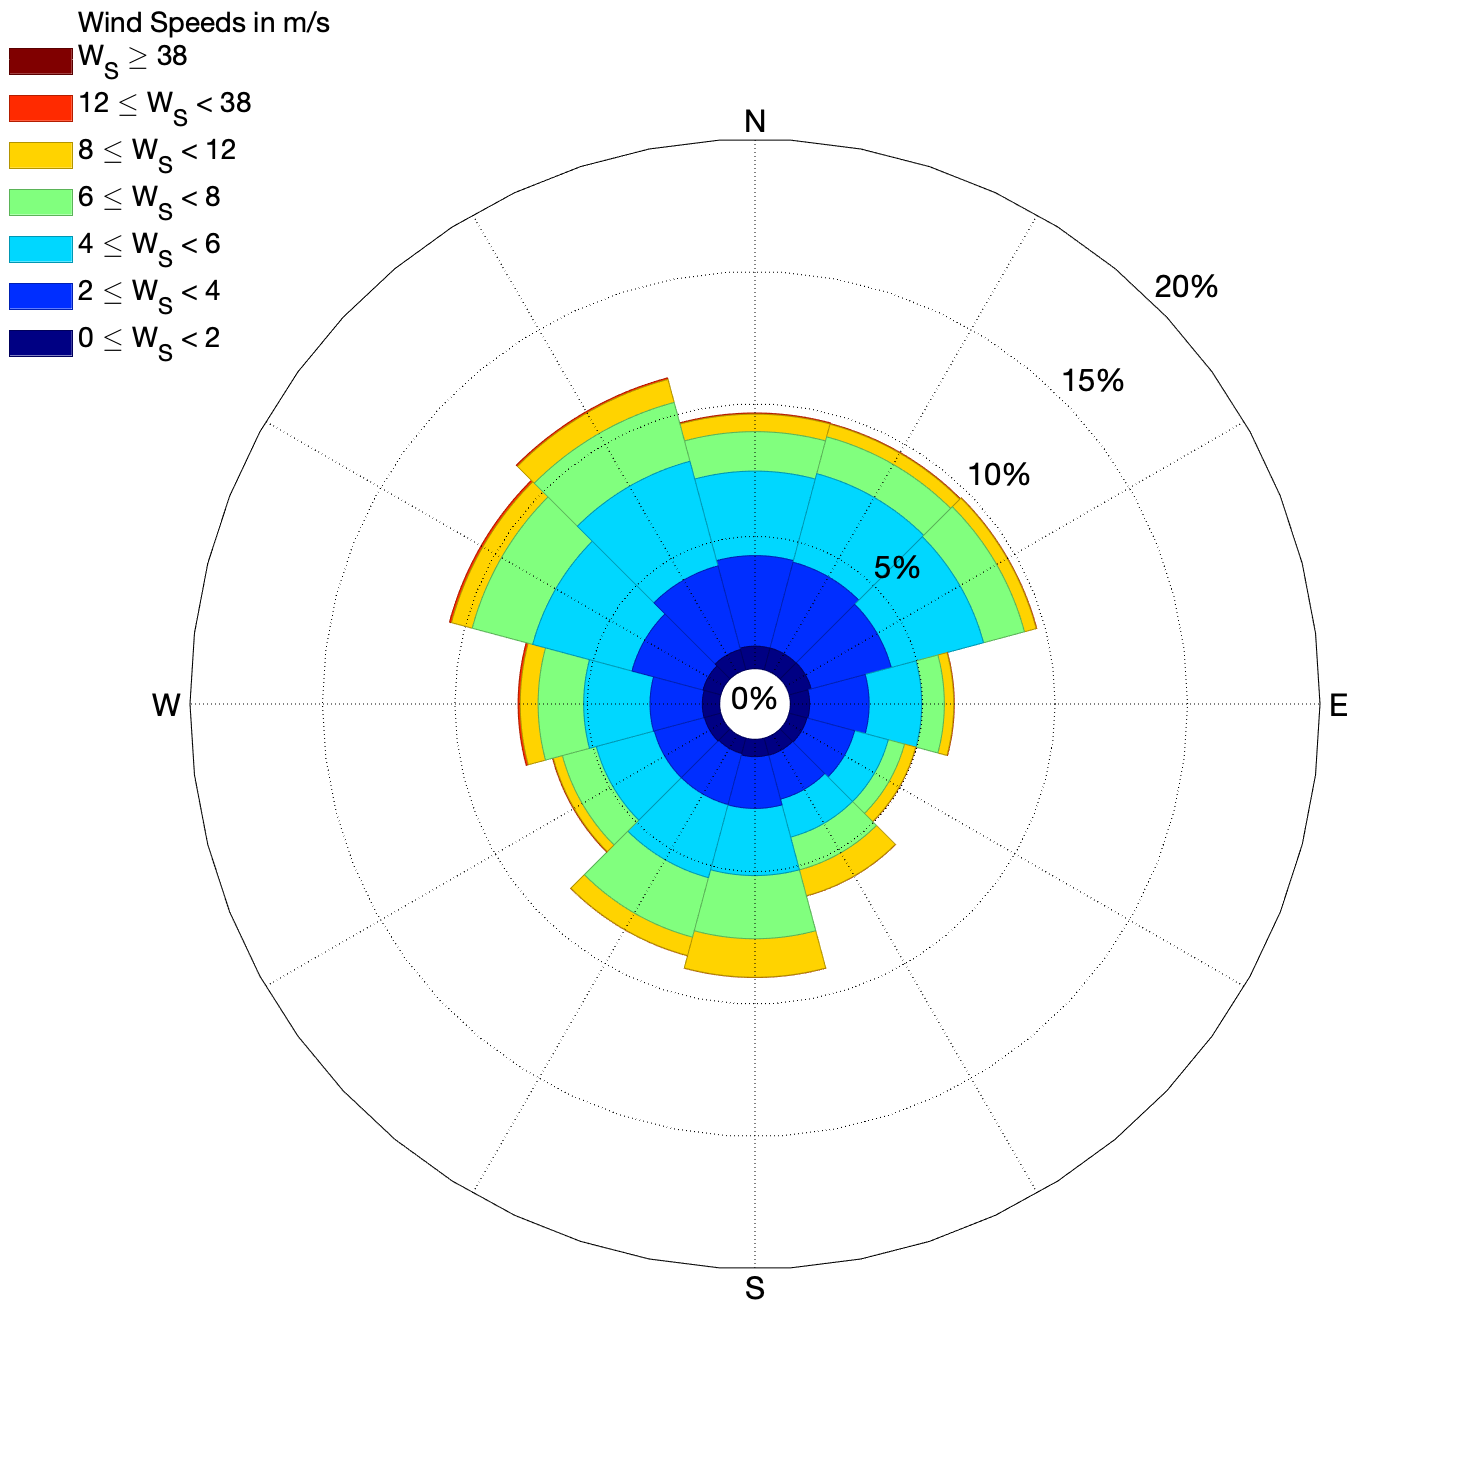 Wind Speeds in m/s
W_S ≥ 38
12 ≤ W_S < 38
8 ≤ W_S < 12
6 ≤ W_S < 8
4 ≤ W_S < 6
2 ≤ W_S < 4
0 ≤ W_S < 2
N
20%
15%
10%
5%
0%
W
E
S